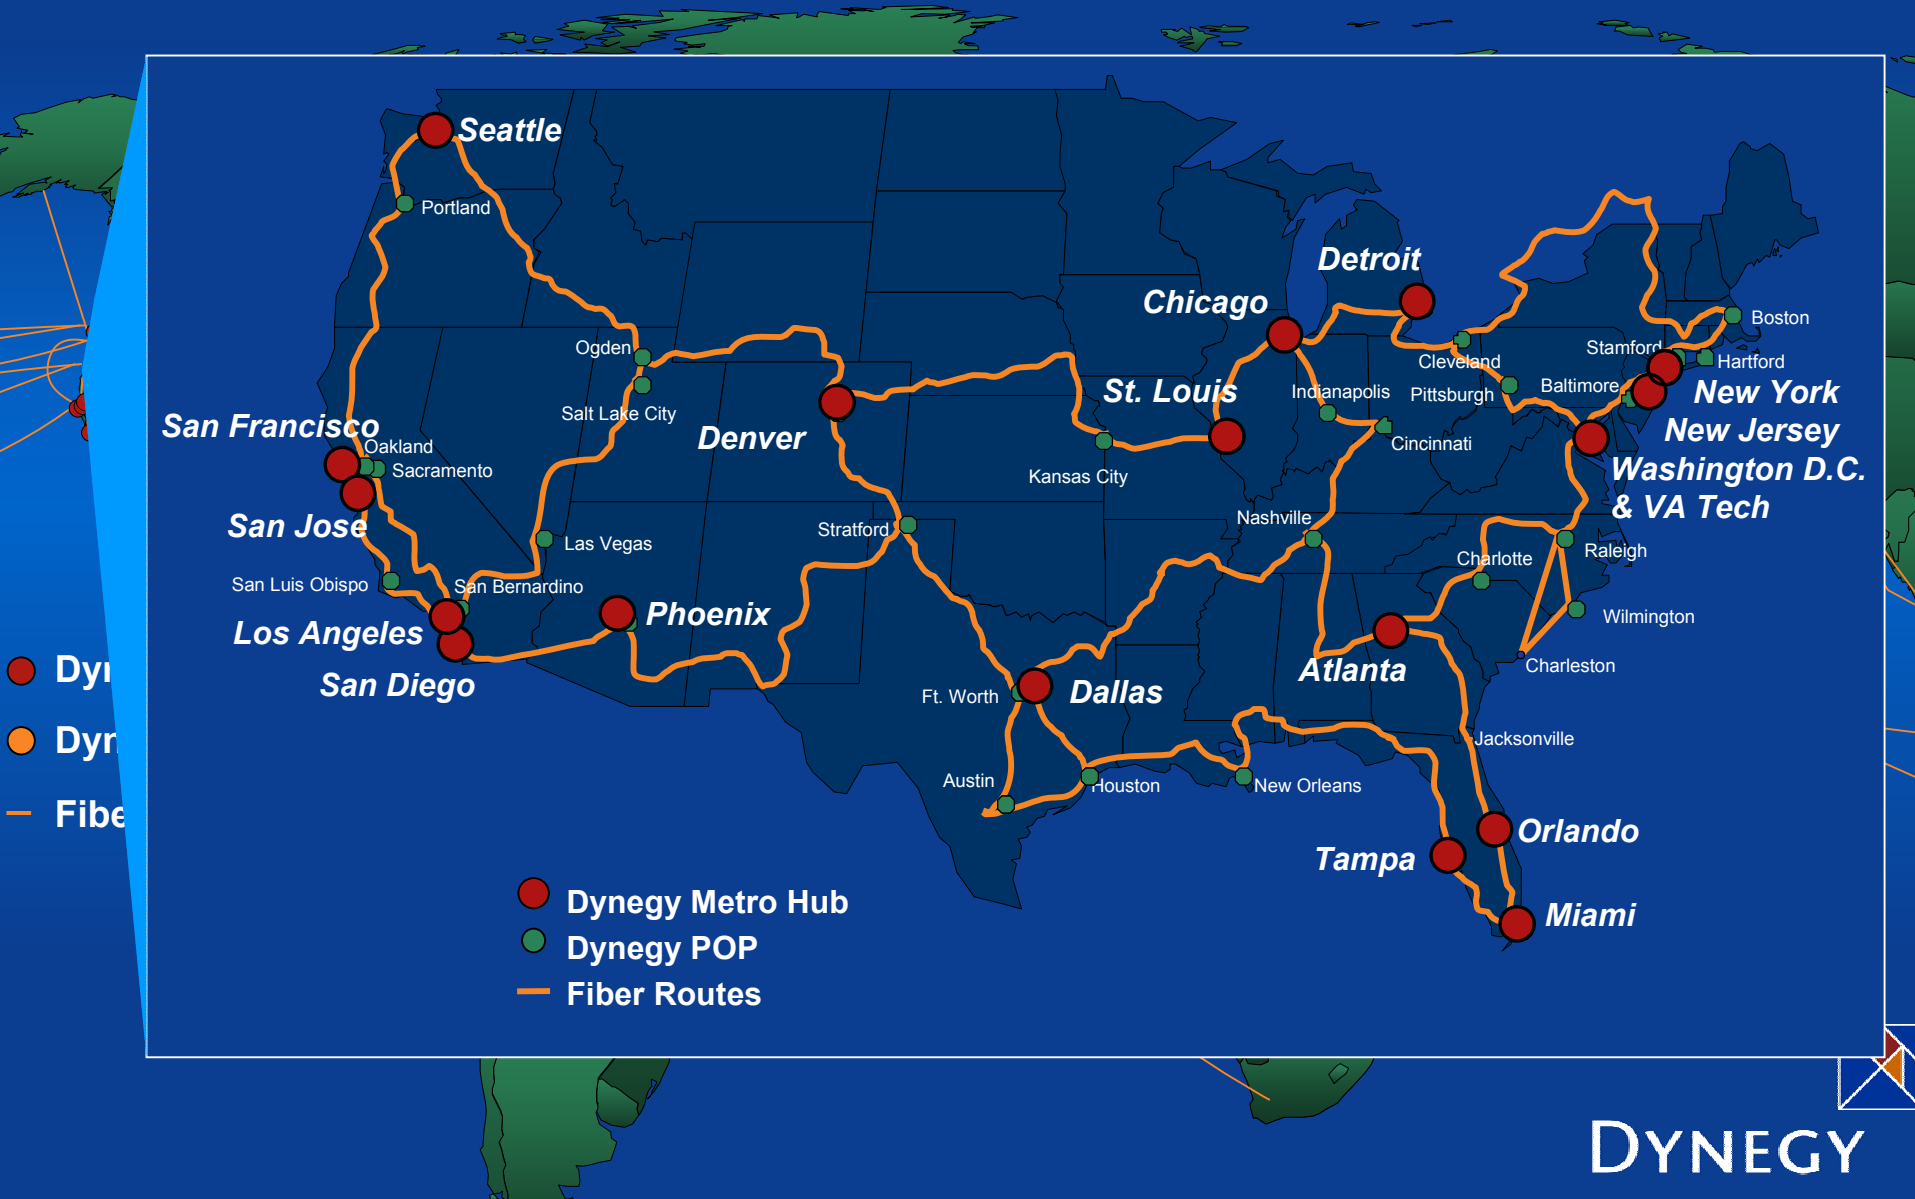 Seattle
Portland
Detroit
Chicago
Boston
Ogden
Cleveland
Stamford
Hartford
St. Louis
Indianapolis
Pittsburgh
Baltimore
New York
Salt Lake City
San Francisco
Denver
New Jersey
Oakland
Cincinnati
Sacramento
Kansas City
Washington D.C.
& VA Tech
San Jose
Stratford
Nashville
Las Vegas
Charlotte
Raleigh
San Luis Obispo
San Bernardino
Phoenix
Wilmington
Los Angeles
Charleston
Atlanta
San Diego
Ft. Worth
Dallas
Jacksonville
Austin
Houston
New Orleans
Orlando
Tampa
Miami
Dynegy Metro Hub
Dynegy POP
Fiber Routes
DYNEGY